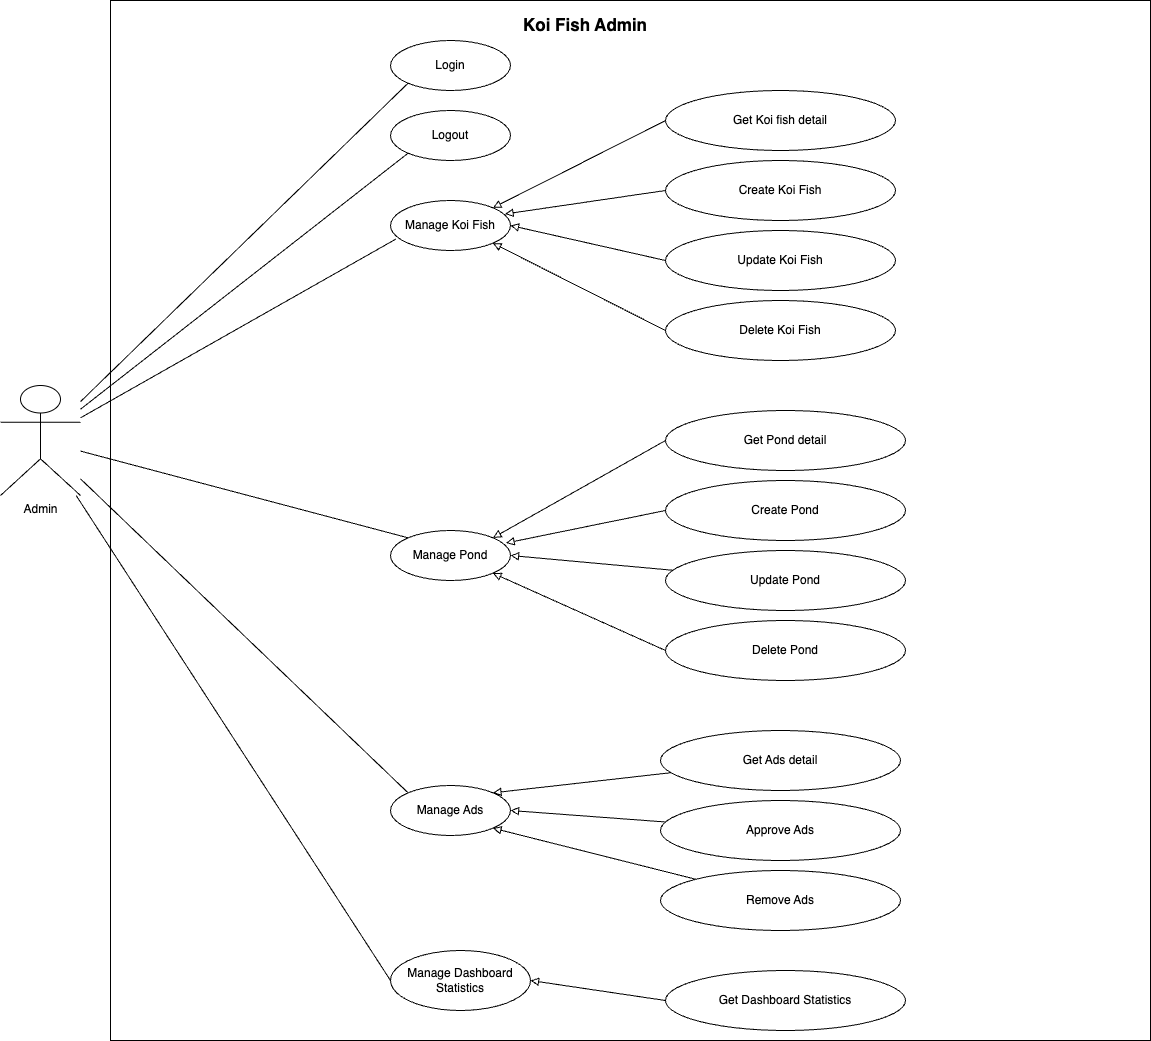 Koi Fish Admin
Login
Logout
Manage Koi Fish
Get Koi fish detail
Create Koi Fish
Update Koi Fish
Delete Koi Fish
Admin
Manage Pond
Get Pond detail
Create Pond
Update Pond
Delete Pond
Manage Ads
Get Ads detail
Approve Ads
Remove Ads
Manage Dashboard
Statistics
Get Dashboard Statistics